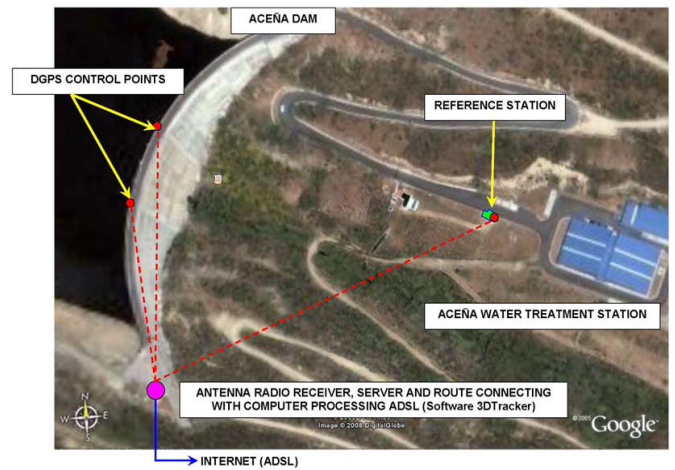 ACEÑA DAM
DGPS CONTROL POINTS
REFERENCE STATION
ACEÑA WATER TREATMENT STATION
ANTENNA RADIO RECEIVER, SERVER AND ROUTE CONNECTING
WITH COMPUTER PROCESSING ADSL (Software 3DTracker)
Image © 2008 DigitalGlobe
© 2005 Google™
N
W E
S
INTERNET (ADSL)